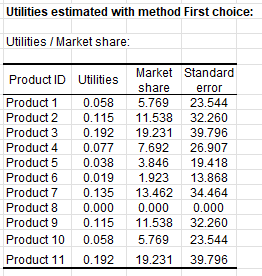 Utilities estimated with method First choice:
Utilities / Market share:
Product ID Utilities Market share Standard error
Product 1 0.058 5.769 23.544
Product 2 0.115 11.538 32.260
Product 3 0.192 19.231 39.796
Product 4 0.077 7.692 26.907
Product 5 0.038 3.846 19.418
Product 6 0.019 1.923 13.868
Product 7 0.135 13.462 34.464
Product 8 0.000 0.000 0.000
Product 9 0.115 11.538 32.260
Product 10 0.058 5.769 23.544
Product 11 0.192 19.231 39.796